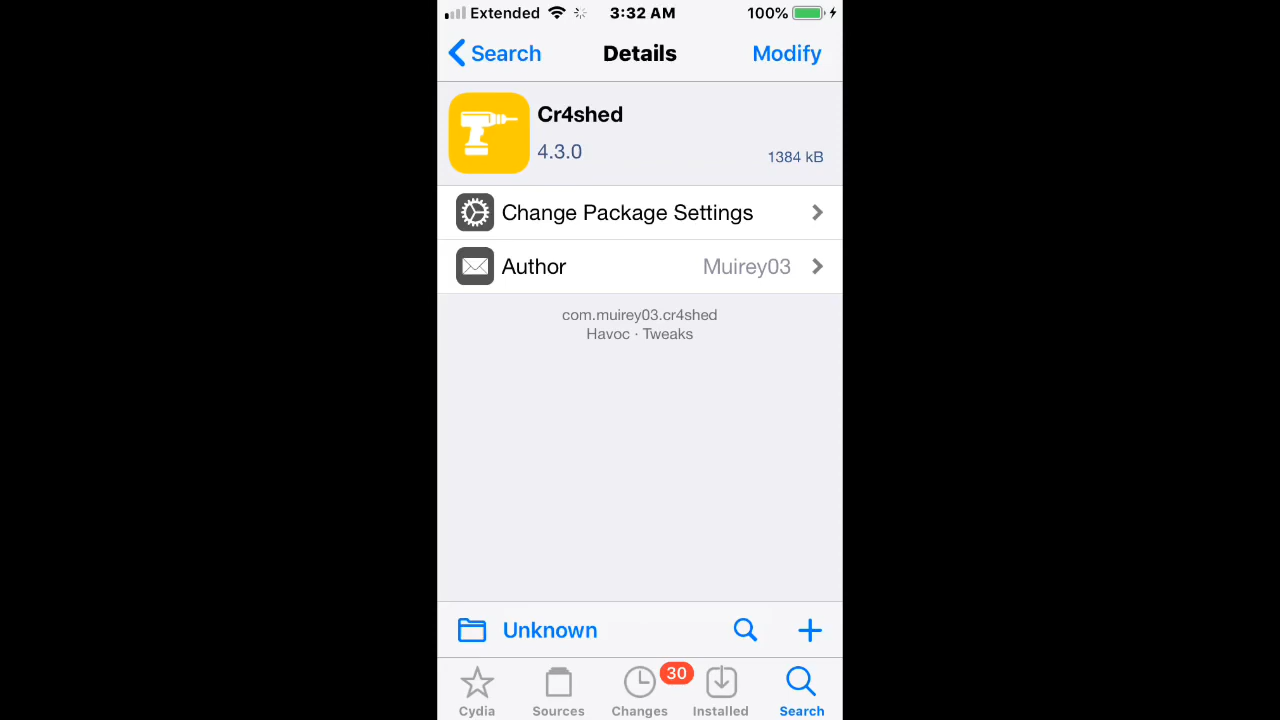 Extended 3:32 AM 100%
Search Details Modify
Cr4shed
4.3.0 1384 kB
Change Package Settings
Author Muirey03
com.muirey03.cr4shed
Havoc · Tweaks
Unknown
30
Cydia Sources Changes Installed Search